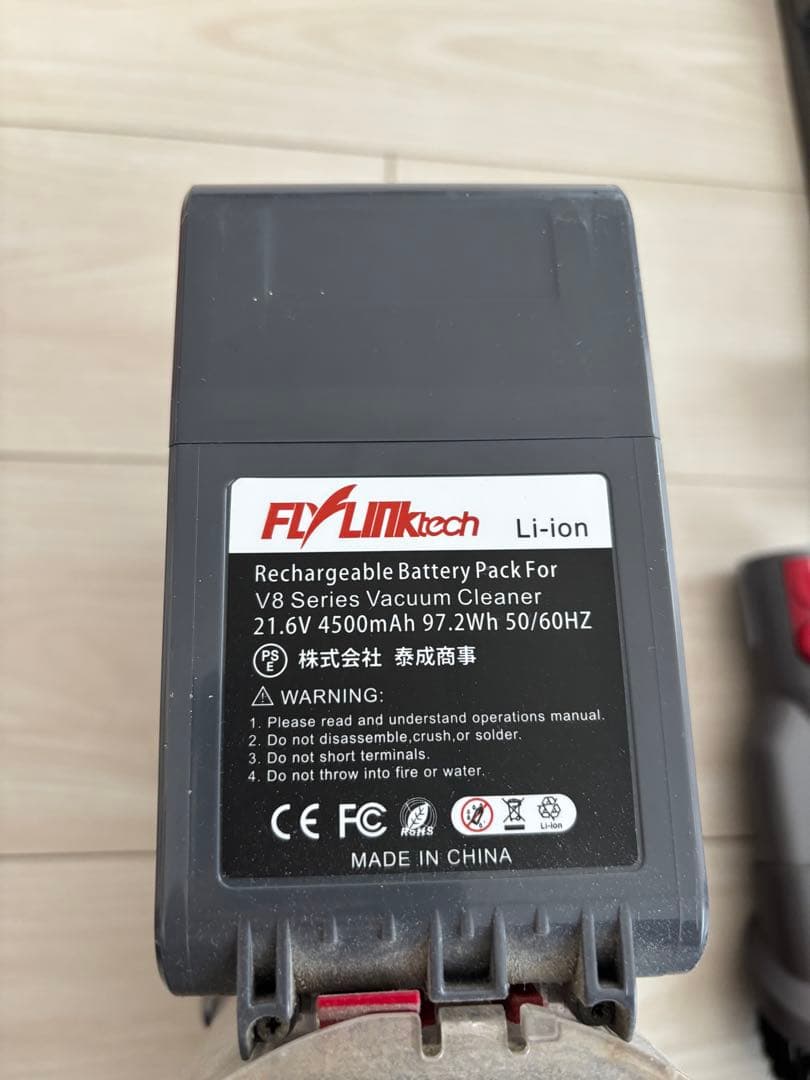 FLYLINKtech Li-ion
Rechargeable Battery Pack For
V8 Series Vacuum Cleaner
21.6V 4500mAh 97.2Wh 50/60HZ
PSE 株式会社 泰成商事
WARNING:
1. Please read and understand operations manual.
2. Do not disassemble,crush,or solder.
3. Do not short terminals.
4. Do not throw into fire or water.
CE FC RoHS Li-ion
MADE IN CHINA